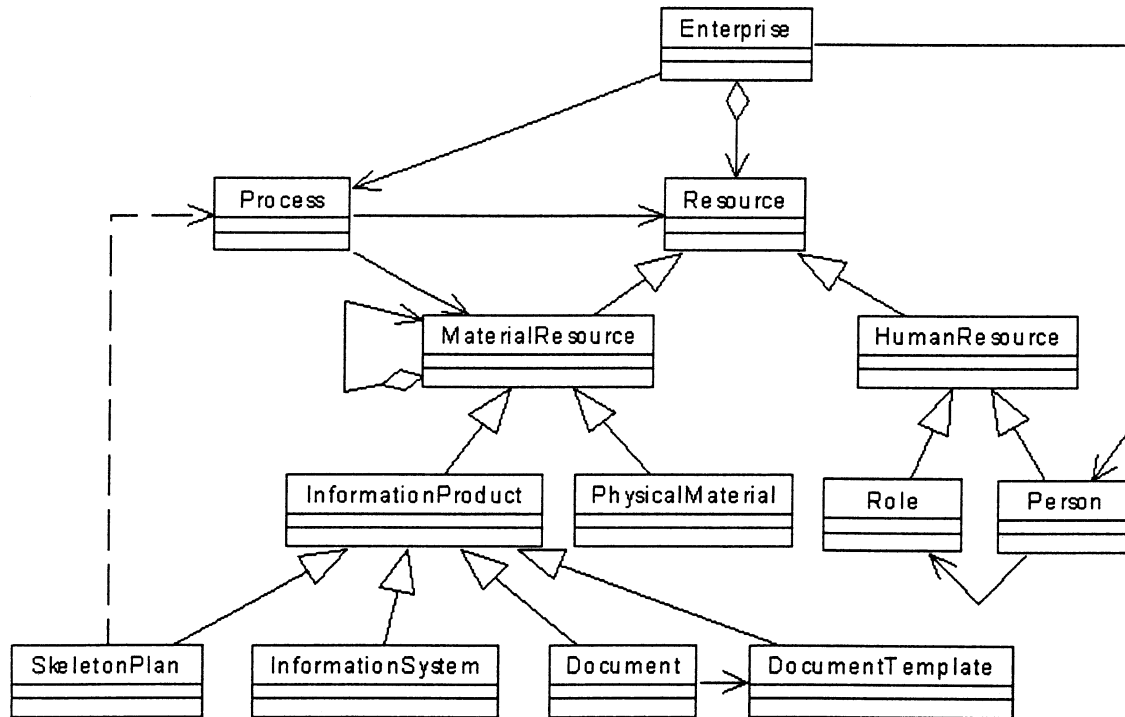 Enterprise
Process
Resource
MaterialResource
HumanResource
InformationProduct
PhysicalMaterial
Role
Person
SkeletonPlan
InformationSystem
Document
DocumentTemplate